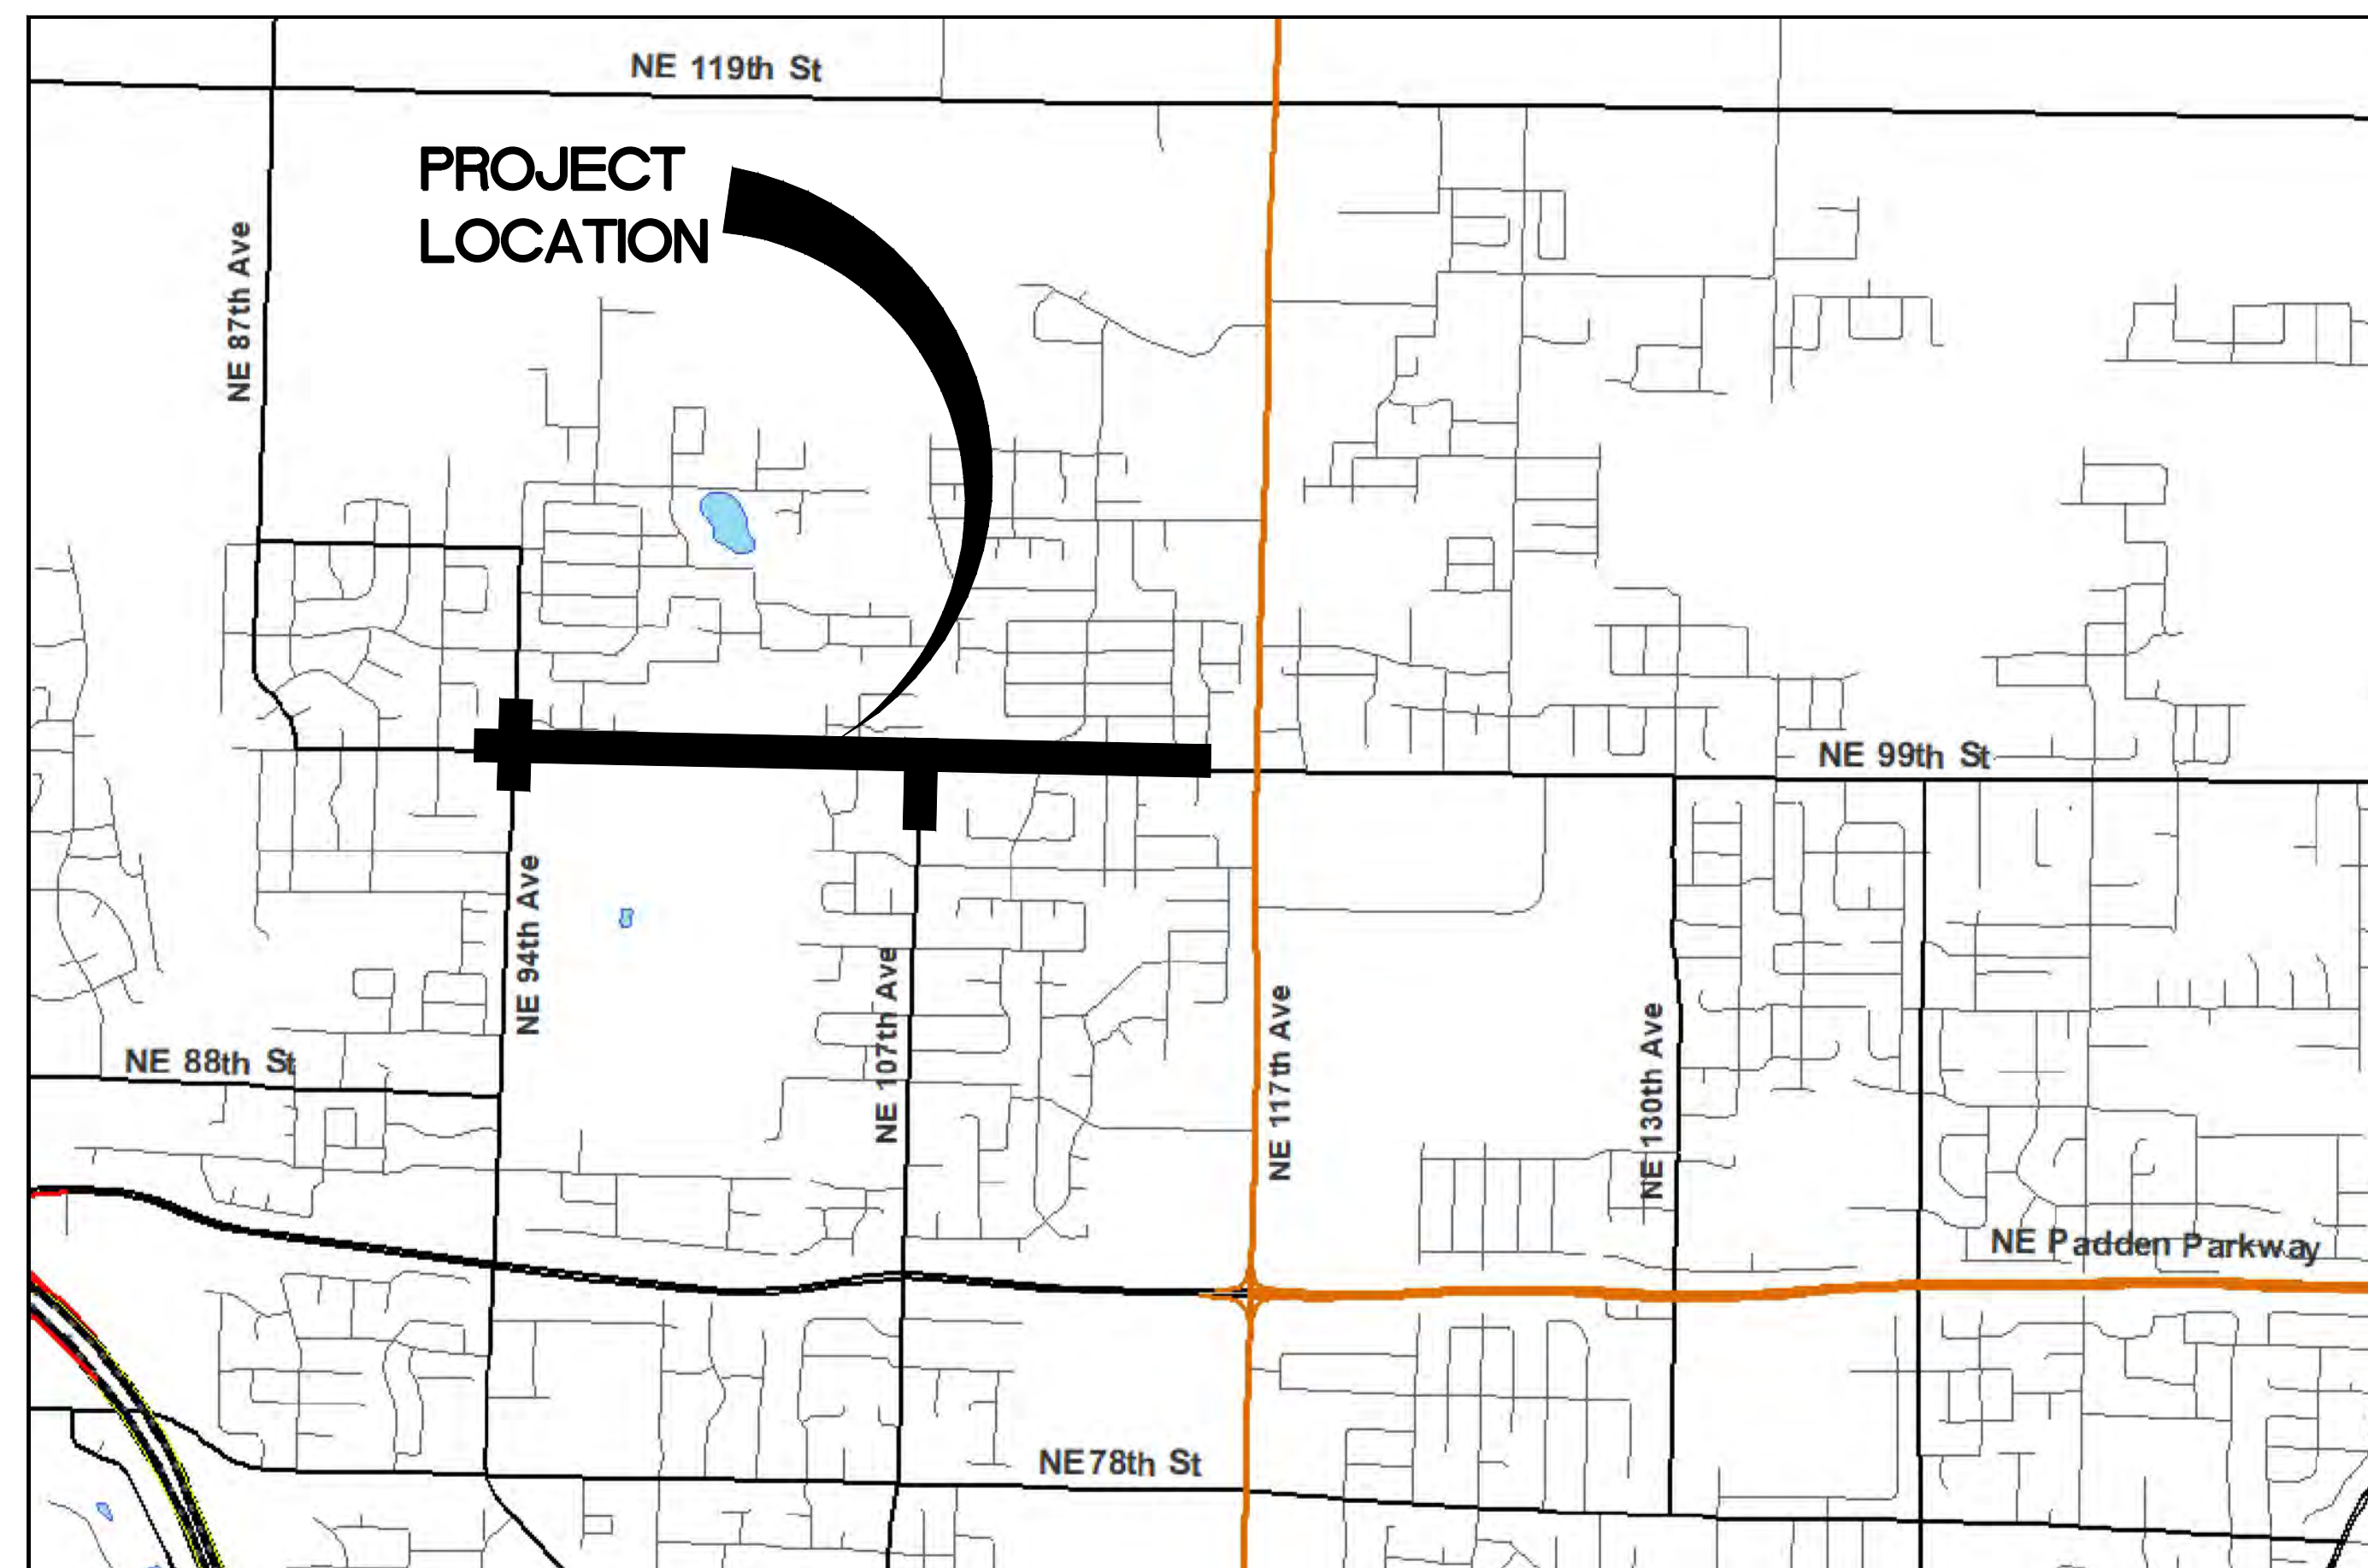 NE 119th St
PROJECT
LOCATION
NE 87th Ave
NE 99th St
NE 94th Ave
NE 107th Ave
NE 117th Ave
NE 130th Ave
NE 88th St
NE Padden Parkway
NE 78th St